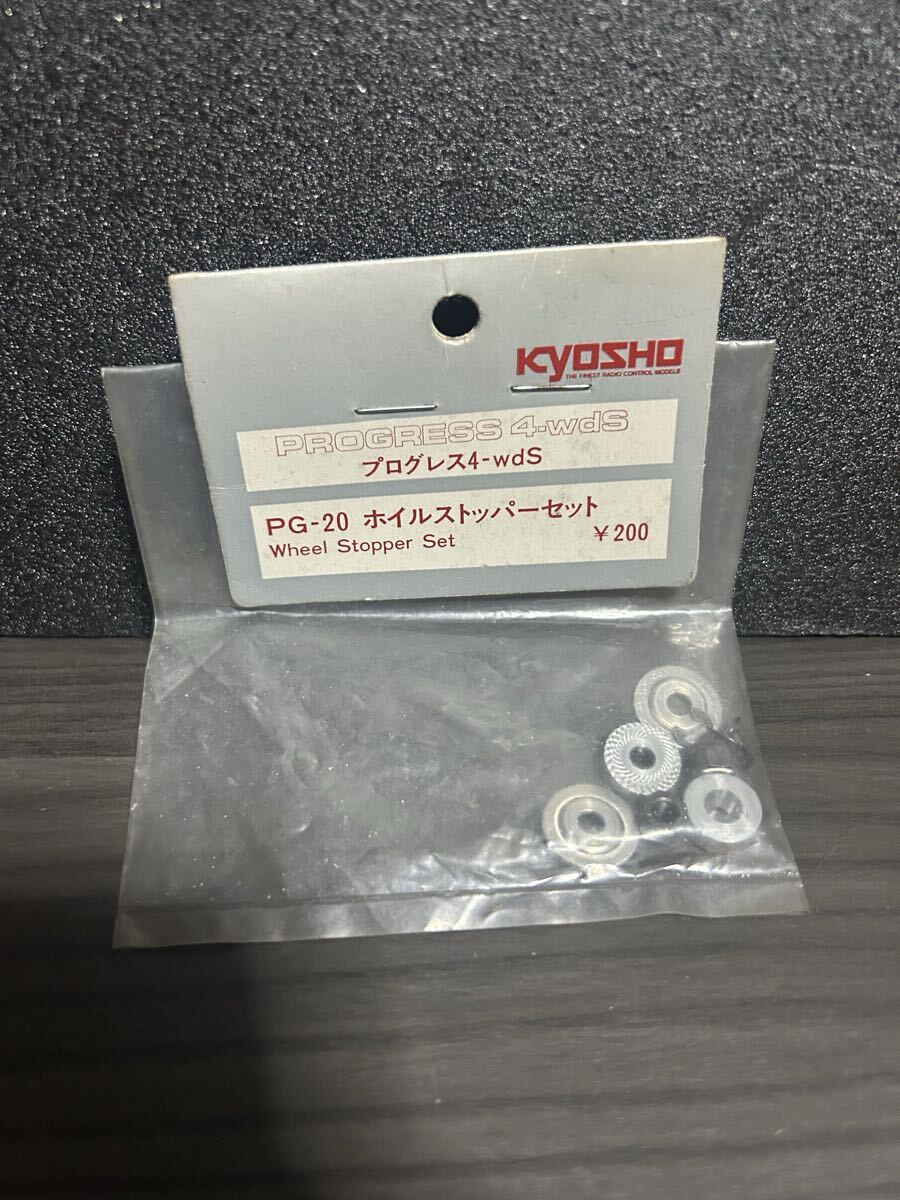 KYOSHO
THE FINEST RADIO CONTROL MODELS
PROGRESS 4-wdS
プログレス4-wdS
PG-20 ホイルストッパーセット
Wheel Stopper Set ¥200